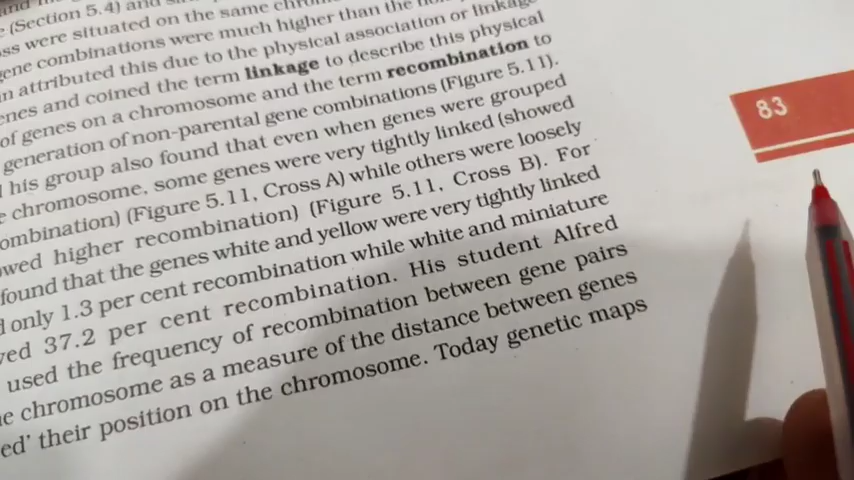 (Section 5.4) and
were situated on the same
gene combinations were much higher than the
attributed this due to the physical association or linkage
and coined the term linkage to describe this physical
of genes on a chromosome and the term recombination to
generation of non-parental gene combinations (Figure 5.11).
his group also found that even when genes were grouped
chromosome, some genes were very tightly linked (showed
ombination) (Figure 5.11, Cross A) while others were loosely
wed higher recombination) (Figure 5.11, Cross B). For
found that the genes white and yellow were very tightly linked
only 1.3 per cent recombination while white and miniature
ved 37.2 per cent recombination. His student Alfred
used the frequency of recombination between gene pairs
chromosome as a measure of the distance between genes
ed' their position on the chromosome. Today genetic maps
83